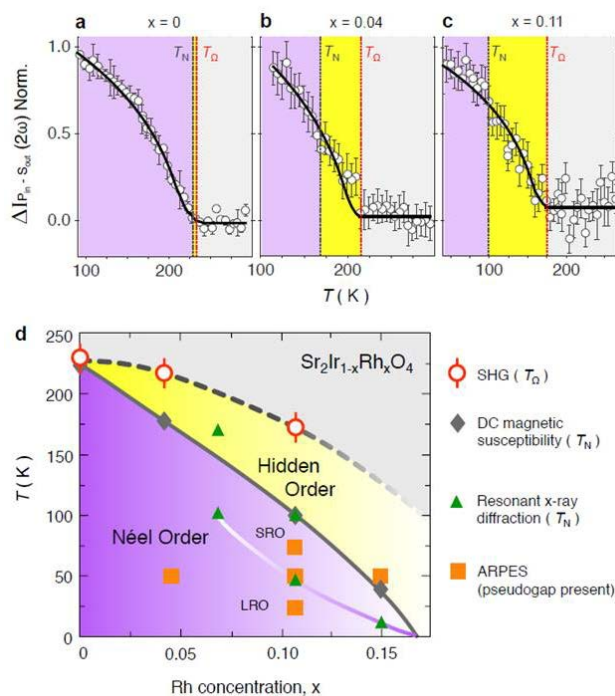 a x = 0 b x = 0.04 c x = 0.11
T_N T_Ω T_N T_Ω T_N T_Ω
ΔI_{P_in - S_out} (2ω) Norm.
1.0
0.5
0.0
100 225 100 200 100 200
T (K)
d
250
200
150
100
50
0
T (K)
Sr₂Ir₁₋ₓRhₓO₄
Hidden
Order
Néel Order
SRO
LRO
0 0.05 0.10 0.15
Rh concentration, x
SHG (T_Ω)
DC magnetic
susceptibility (T_N)
Resonant x-ray
diffraction (T_N)
ARPES
(pseudogap present)